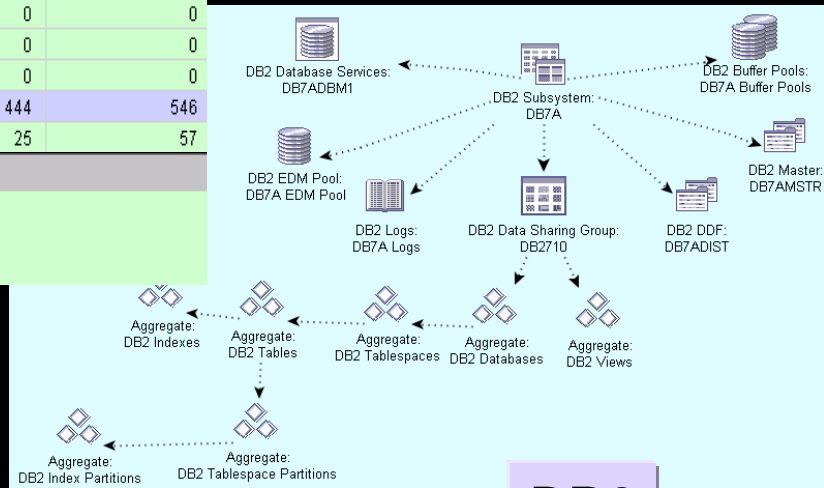 0 0
0 0
0 0
444 546
25 57
DB2 Database Services:
DB7ADBM1
DB2 Subsystem:
DB7A
DB2 Buffer Pools:
DB7A Buffer Pools
DB2 EDM Pool:
DB7A EDM Pool
DB2 Logs:
DB7A Logs
DB2 Data Sharing Group:
DB2710
DB2 DDF:
DB7ADIST
DB2 Master:
DB7AMSTR
Aggregate:
DB2 Indexes
Aggregate:
DB2 Tables
Aggregate:
DB2 Tablespaces
Aggregate:
DB2 Databases
Aggregate:
DB2 Views
Aggregate:
DB2 Index Partitions
Aggregate:
DB2 Tablespace Partitions